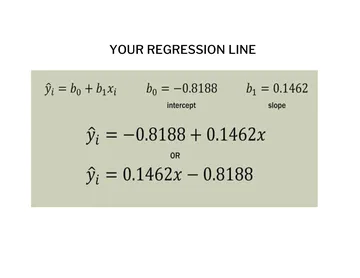 YOUR REGRESSION LINE
ŷᵢ = b₀ + b₁xᵢ b₀ = −0.8188 b₁ = 0.1462
intercept slope
ŷᵢ = −0.8188 + 0.1462x
OR
ŷᵢ = 0.1462x − 0.8188